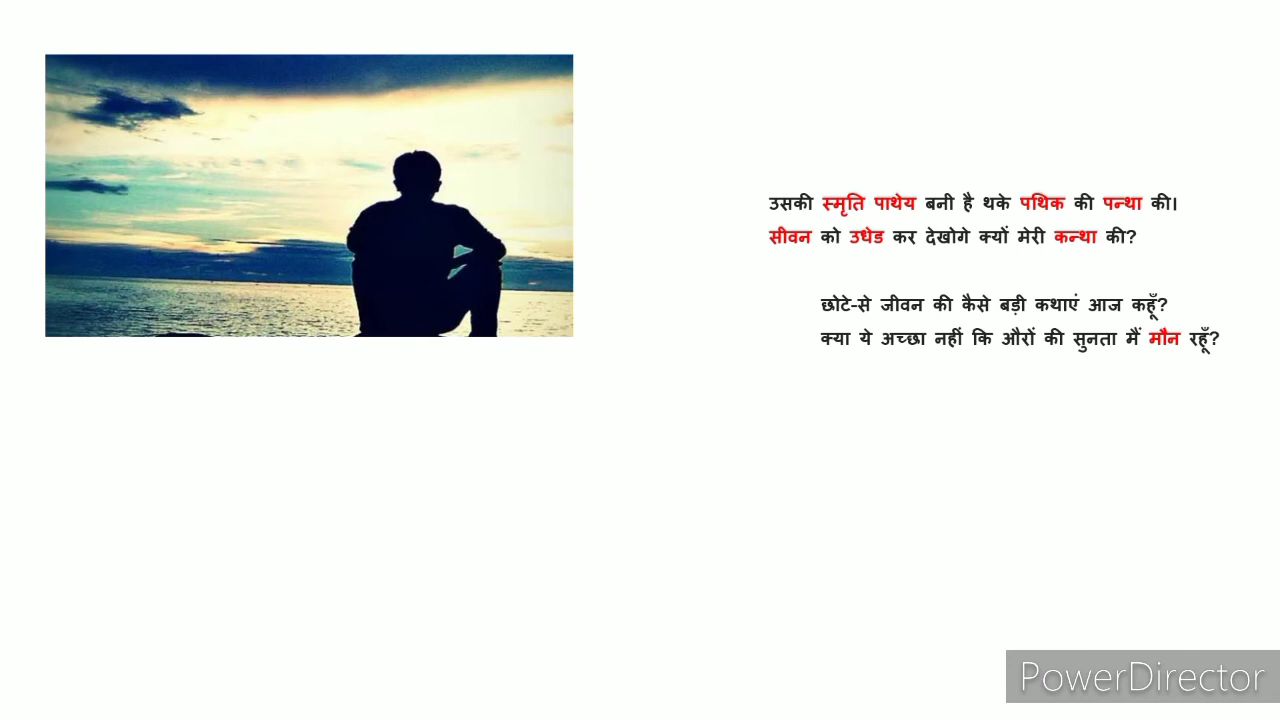 उसकी स्मृति पाथेय बनी है थके पथिक की पन्था की।
सीवन को उधेड कर देखोगे क्यों मेरी कन्था की?
छोटे-से जीवन की कैसे बड़ी कथाएं आज कहूँ?
क्या ये अच्छा नहीं कि औरों की सुनता मैं मौन रहूँ?
PowerDirector